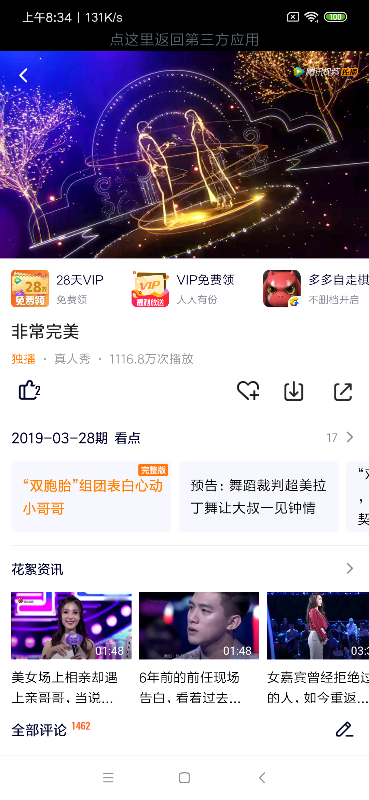 上午8:34 | 131K/s
100
点这里返回第三方应用
腾讯视频
28天VIP
VIP免费领
多多自走棋
28天
免费领
VIP
福利放送
免费领
人人有份
不删档开启
非常完美
独播 · 真人秀 · 1116.8万次播放
2
2019-03-28期 看点
17
完整版
“双胞胎”组团表白心动
小哥哥
预告：舞蹈裁判超美拉
丁舞让大叔一见钟情
花絮资讯
01:48
01:48
03:3
美女场上相亲却遇
上亲哥哥，当说…
6年前的前任现场
告白，看着过去…
女嘉宾曾经拒绝过
的人，如今重返…
全部评论 1462